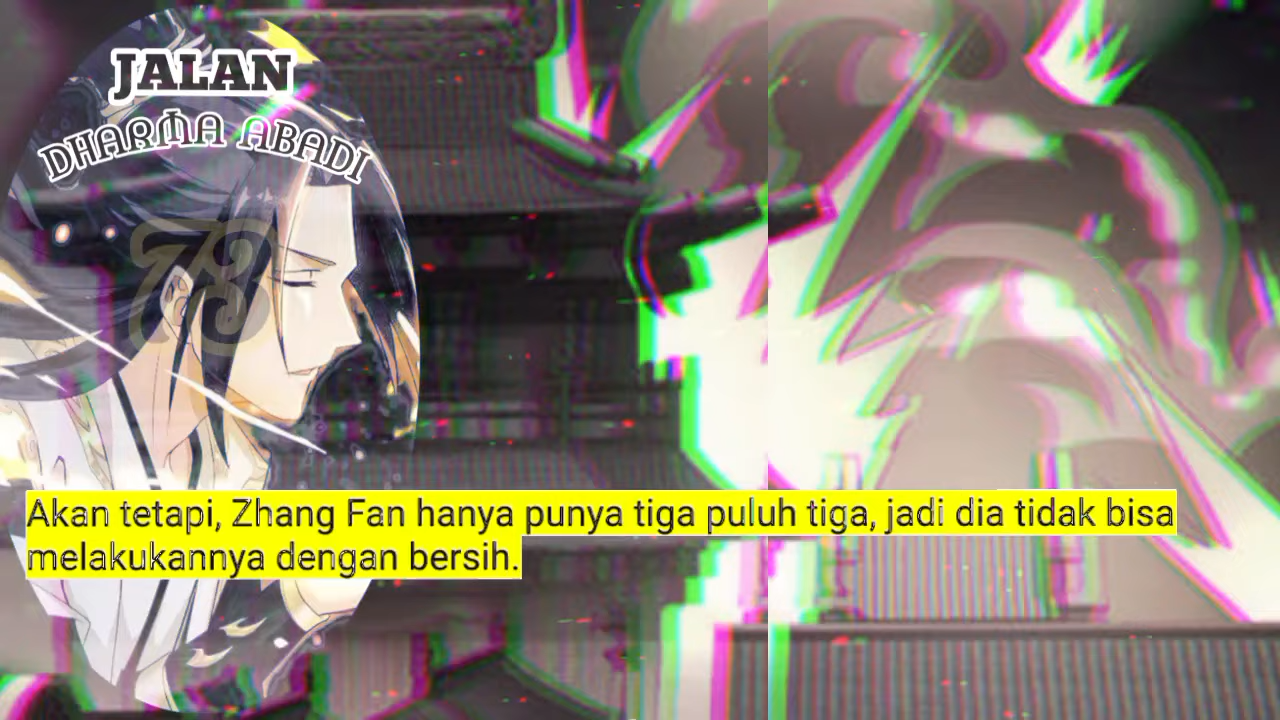 JALAN
DHARMA ABADI
73
Akan tetapi, Zhang Fan hanya punya tiga puluh tiga, jadi dia tidak bisa
melakukannya dengan bersih.